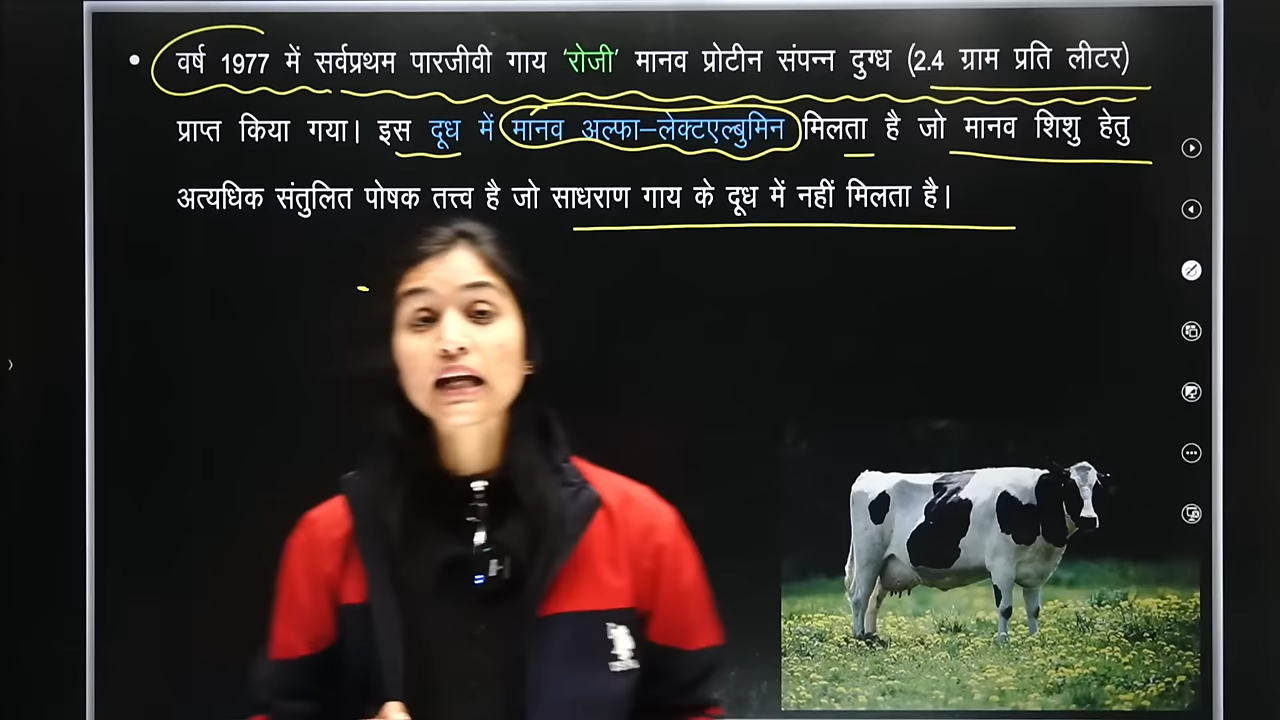 वर्ष 1977 में सर्वप्रथम पारजीवी गाय 'रोजी' मानव प्रोटीन संपन्न दुग्ध (2.4 ग्राम प्रति लीटर)
प्राप्त किया गया। इस दूध में मानव अल्फा–लेक्टएल्बुमिन मिलता है जो मानव शिशु हेतु
अत्यधिक संतुलित पोषक तत्त्व है जो साधराण गाय के दूध में नहीं मिलता है।